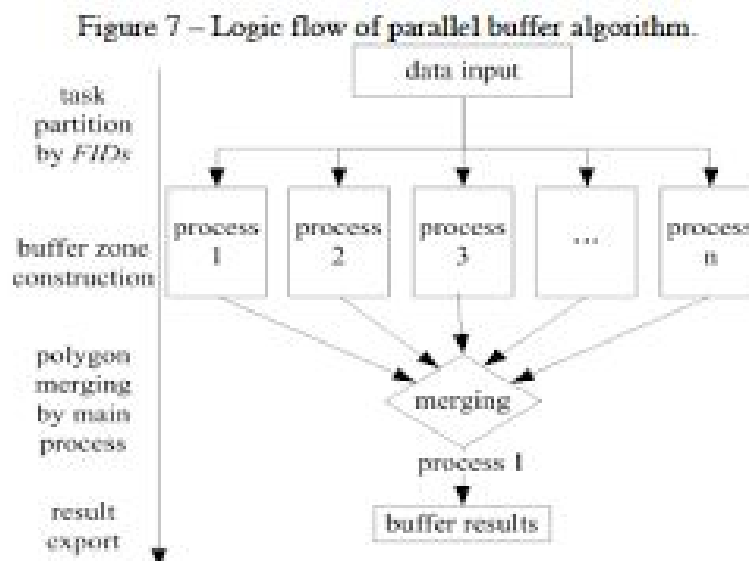 Figure 7 – Logic flow of parallel buffer algorithm.
data input
task
partition
by FIDs
process
1
process
2
process
3
...
process
n
buffer zone
construction
polygon
merging
by main
process
merging
process 1
result
export
buffer results